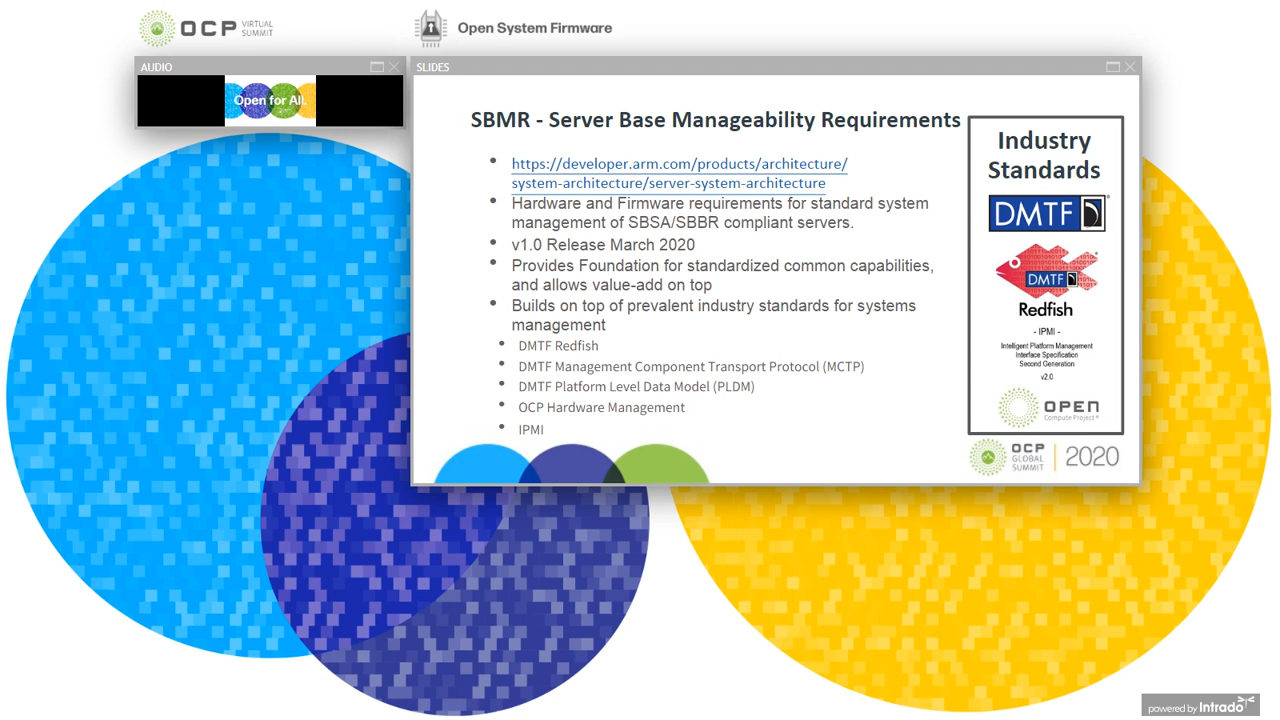 OCP VIRTUAL SUMMIT
Open System Firmware
AUDIO
Open for All.
SLIDES
SBMR - Server Base Manageability Requirements
https://developer.arm.com/products/architecture/
system-architecture/server-system-architecture
Hardware and Firmware requirements for standard system
management of SBSA/SBBR compliant servers.
v1.0 Release March 2020
Provides Foundation for standardized common capabilities,
and allows value-add on top
Builds on top of prevalent industry standards for systems
management
DMTF Redfish
DMTF Management Component Transport Protocol (MCTP)
DMTF Platform Level Data Model (PLDM)
OCP Hardware Management
IPMI
Industry
Standards
DMTF
DMTF
Redfish
- IPMI -
Intelligent Platform Management
Interface Specification
Second Generation
v2.0
OPEN
Compute Project®
OCP
GLOBAL
SUMMIT
2020
powered by Intrado